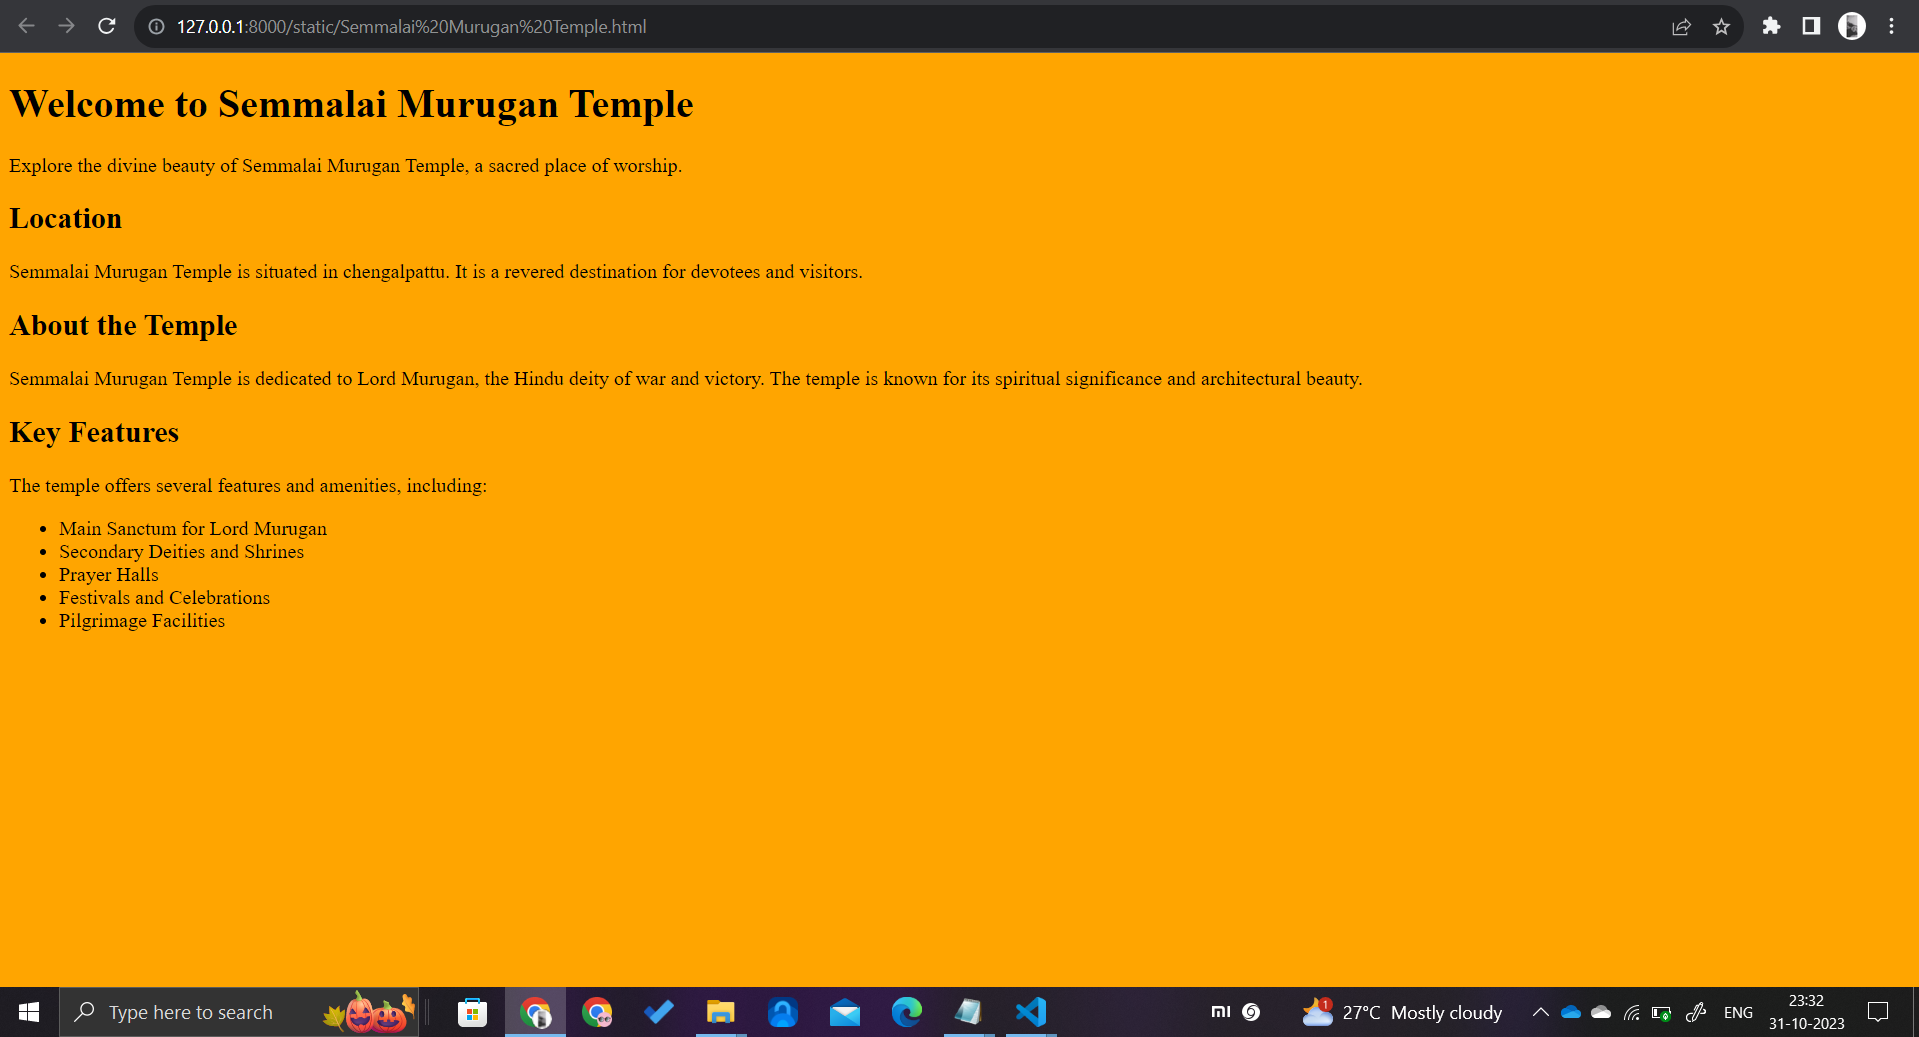 127.0.0.1:8000/static/Semmalai%20Murugan%20Temple.html
Welcome to Semmalai Murugan Temple
Explore the divine beauty of Semmalai Murugan Temple, a sacred place of worship.
Location
Semmalai Murugan Temple is situated in chengalpattu. It is a revered destination for devotees and visitors.
About the Temple
Semmalai Murugan Temple is dedicated to Lord Murugan, the Hindu deity of war and victory. The temple is known for its spiritual significance and architectural beauty.
Key Features
The temple offers several features and amenities, including:
• Main Sanctum for Lord Murugan
• Secondary Deities and Shrines
• Prayer Halls
• Festivals and Celebrations
• Pilgrimage Facilities
Type here to search
mi
1
27°C Mostly cloudy
ENG
23:32
31-10-2023